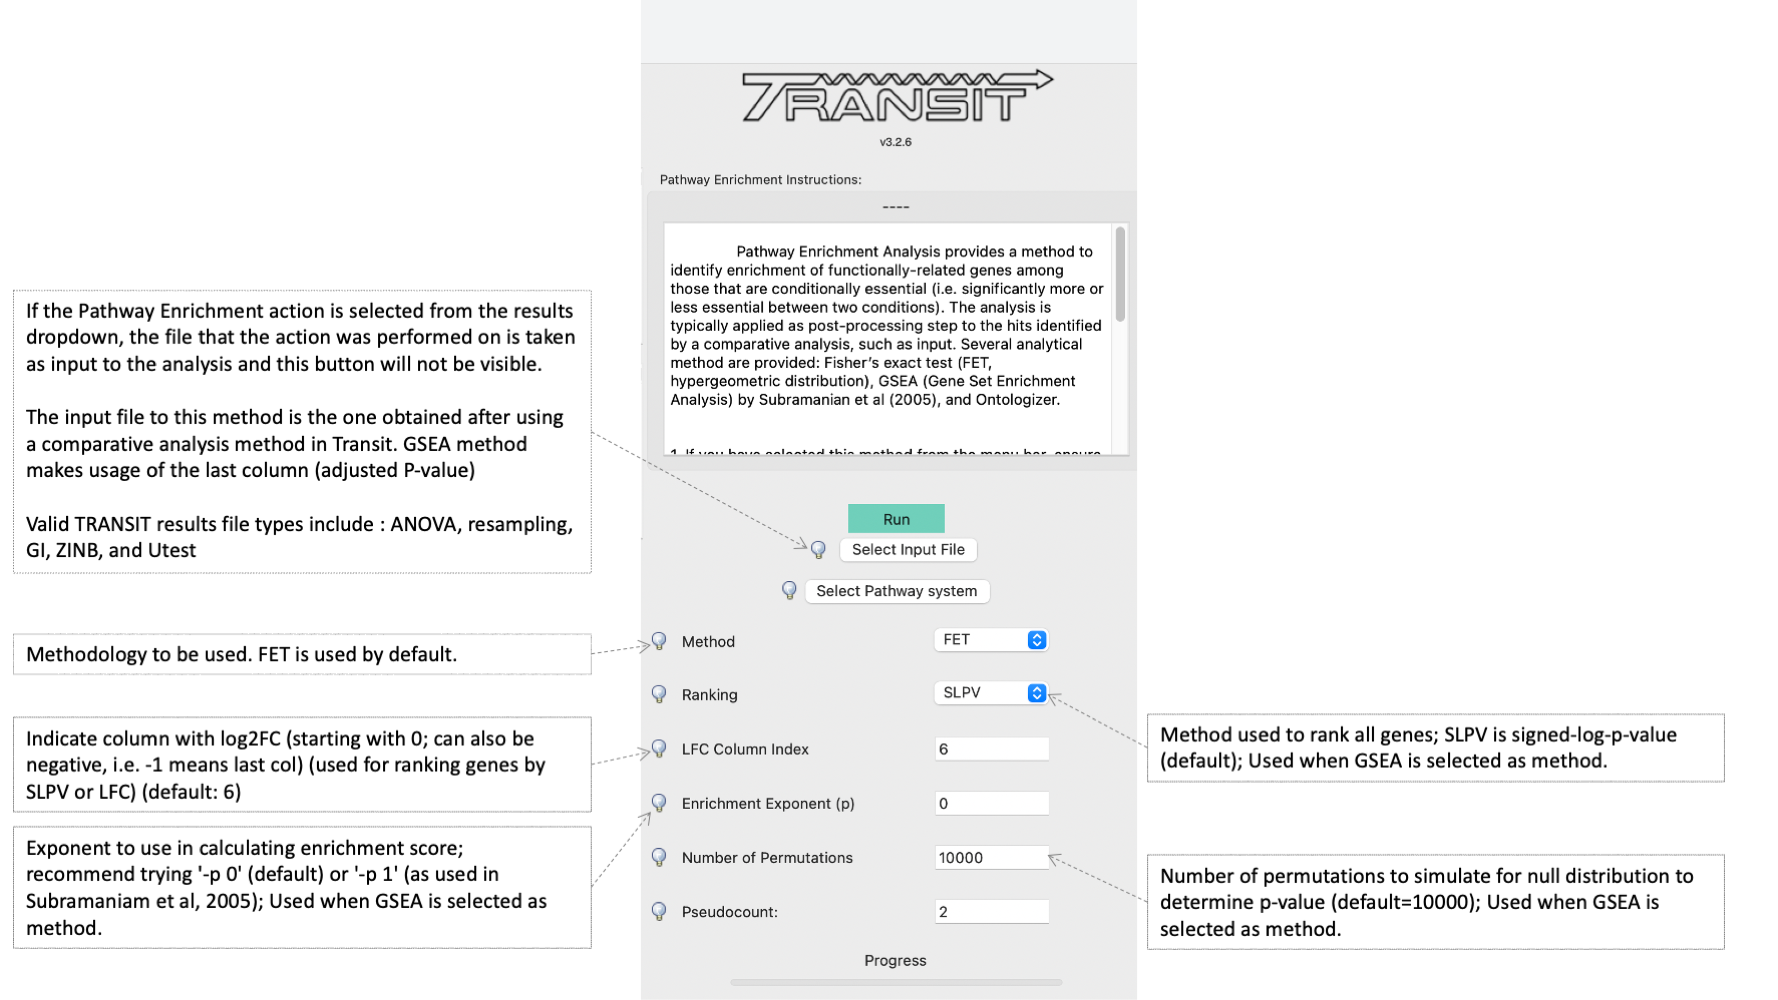 TRANSIT
v3.2.6
Pathway Enrichment Instructions:
----
Pathway Enrichment Analysis provides a method to
identify enrichment of functionally-related genes among
those that are conditionally essential (i.e. significantly more or
less essential between two conditions). The analysis is
typically applied as post-processing step to the hits identified
by a comparative analysis, such as input. Several analytical
method are provided: Fisher's exact test (FET,
hypergeometric distribution), GSEA (Gene Set Enrichment
Analysis) by Subramanian et al (2005), and Ontologizer.
1. If you have selected this method from the menu bar, ensure
Run
Select Input File
Select Pathway system
Method
FET
Ranking
SLPV
LFC Column Index
6
Enrichment Exponent (p)
0
Number of Permutations
10000
Pseudocount:
2
Progress
If the Pathway Enrichment action is selected from the results
dropdown, the file that the action was performed on is taken
as input to the analysis and this button will not be visible.
The input file to this method is the one obtained after using
a comparative analysis method in Transit. GSEA method
makes usage of the last column (adjusted P-value)
Valid TRANSIT results file types include : ANOVA, resampling,
GI, ZINB, and Utest
Methodology to be used. FET is used by default.
Indicate column with log2FC (starting with 0; can also be
negative, i.e. -1 means last col) (used for ranking genes by
SLPV or LFC) (default: 6)
Exponent to use in calculating enrichment score;
recommend trying '-p 0' (default) or '-p 1' (as used in
Subramaniam et al, 2005); Used when GSEA is selected as
method.
Method used to rank all genes; SLPV is signed-log-p-value
(default); Used when GSEA is selected as method.
Number of permutations to simulate for null distribution to
determine p-value (default=10000); Used when GSEA is
selected as method.